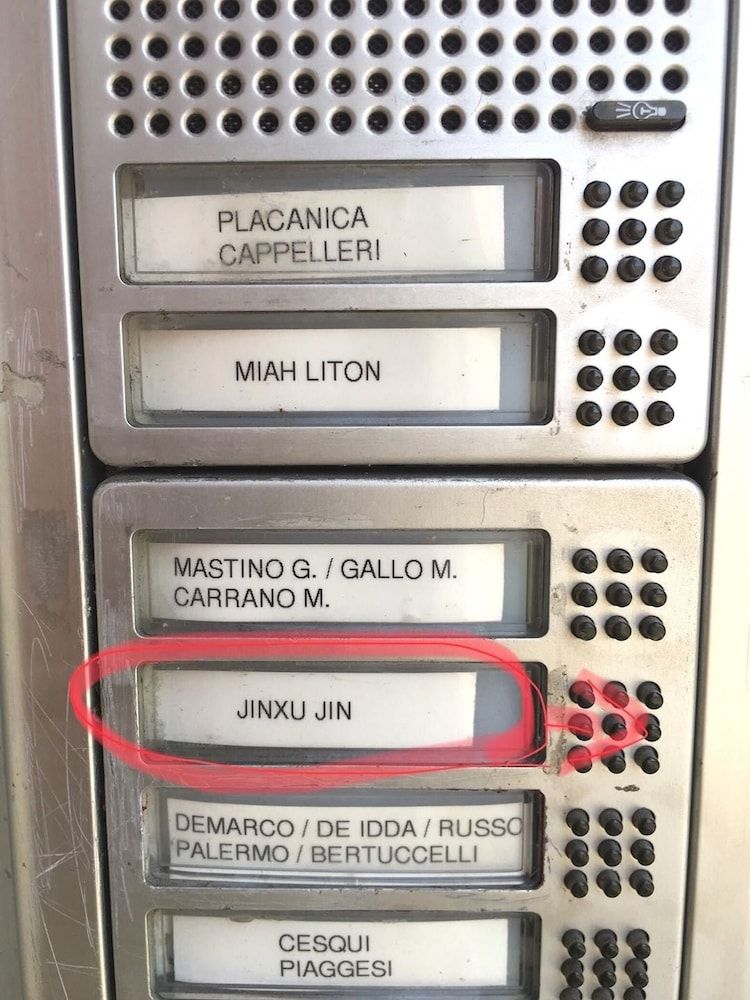 PLACANICA
CAPPELLERI
MIAH LITON
MASTINO G. / GALLO M.
CARRANO M.
JINXU JIN
DEMARCO / DE IDDA / RUSSO
PALERMO / BERTUCCELLI
CESQUI
PIAGGESI